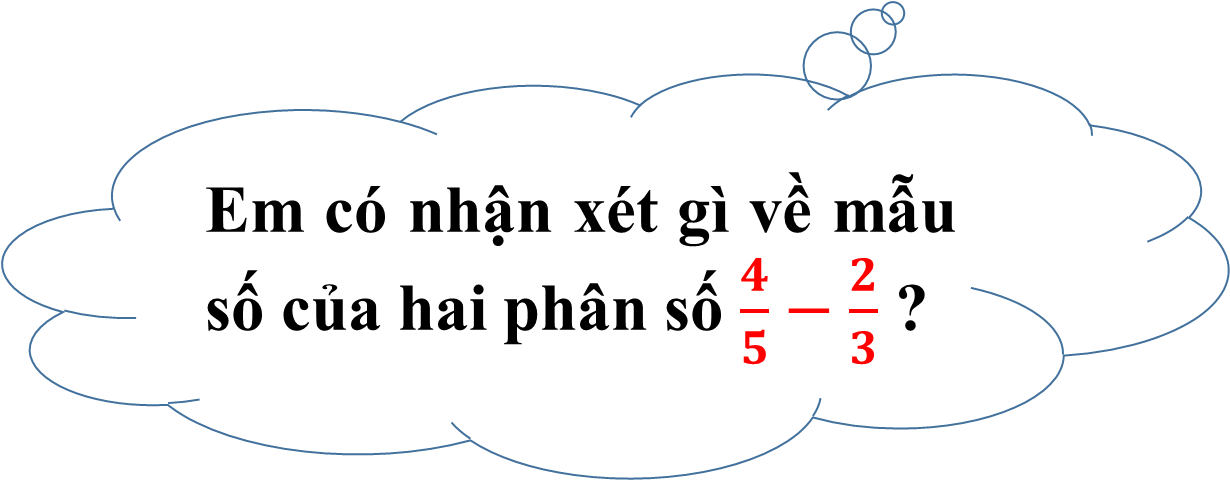 Em có nhận xét gì về mẫu
số của hai phân số 4/5 − 2/3 ?